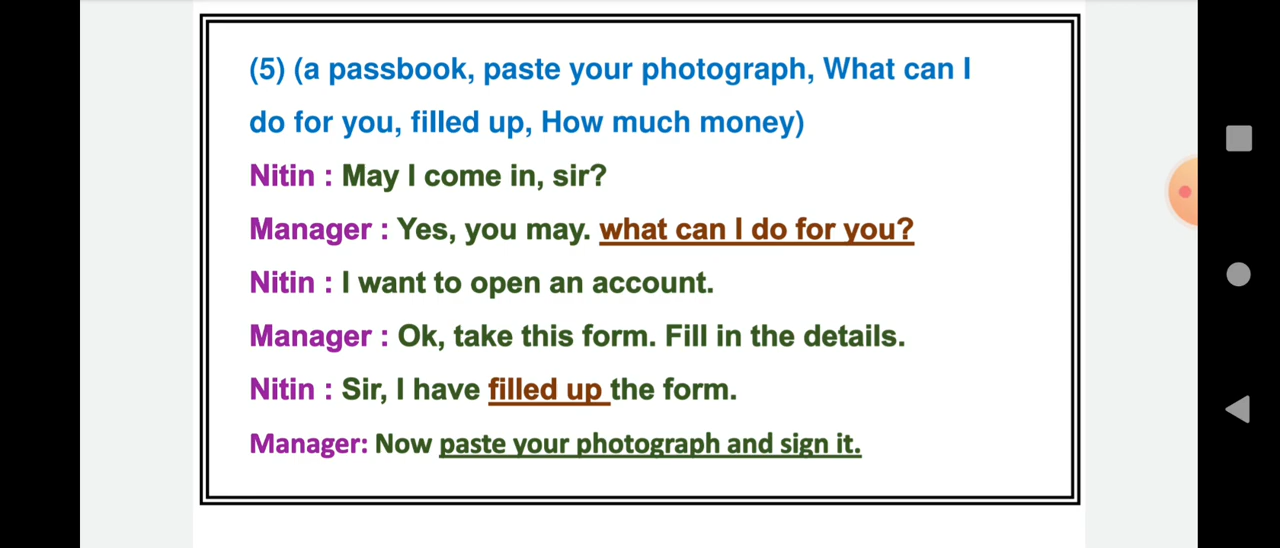 (5) (a passbook, paste your photograph, What can I
do for you, filled up, How much money)
Nitin : May I come in, sir?
Manager : Yes, you may. what can I do for you?
Nitin : I want to open an account.
Manager : Ok, take this form. Fill in the details.
Nitin : Sir, I have filled up the form.
Manager: Now paste your photograph and sign it.